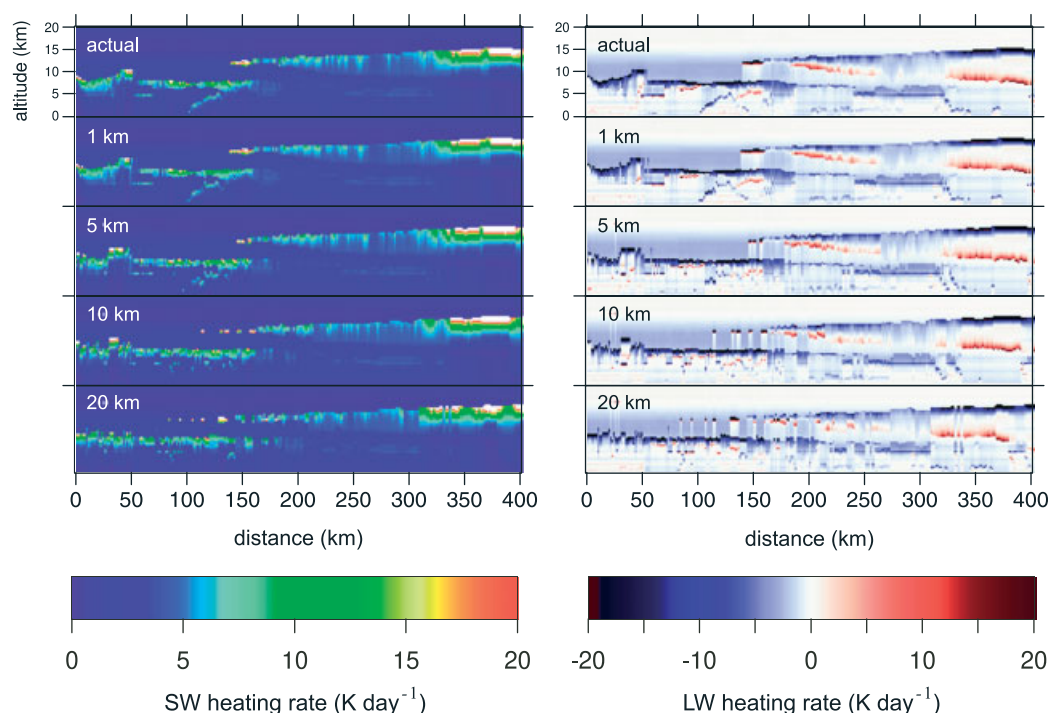 altitude (km)
20
15
10
5
0
actual
1 km
5 km
10 km
20 km
0 50 100 150 200 250 300 350 400
distance (km)
0 5 10 15 20
SW heating rate (K day⁻¹)
20
15
10
5
0
actual
1 km
5 km
10 km
20 km
0 50 100 150 200 250 300 350 400
distance (km)
-20 -10 0 10 20
LW heating rate (K day⁻¹)